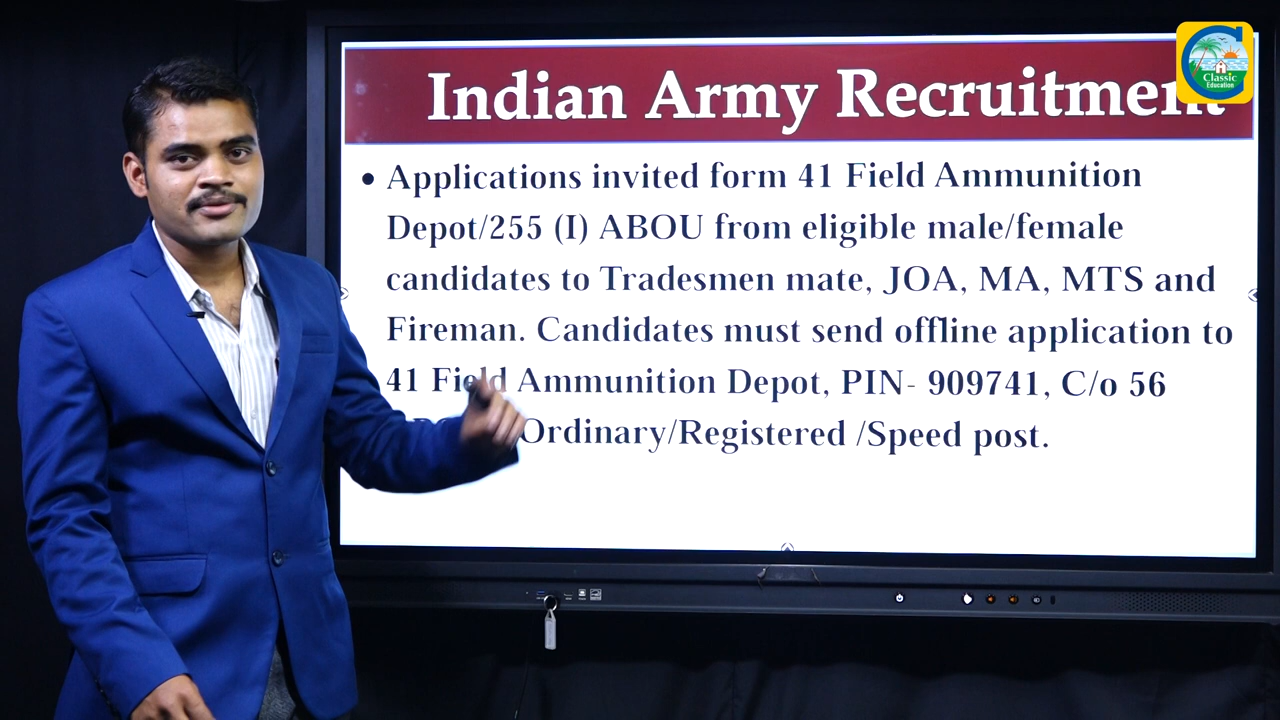 Indian Army Recruitment
Classic
Education
• Applications invited form 41 Field Ammunition
Depot/255 (I) ABOU from eligible male/female
candidates to Tradesmen mate, JOA, MA, MTS and
Fireman. Candidates must send offline application to
41 Field Ammunition Depot, PIN- 909741, C/o 56
Ordinary/Registered /Speed post.